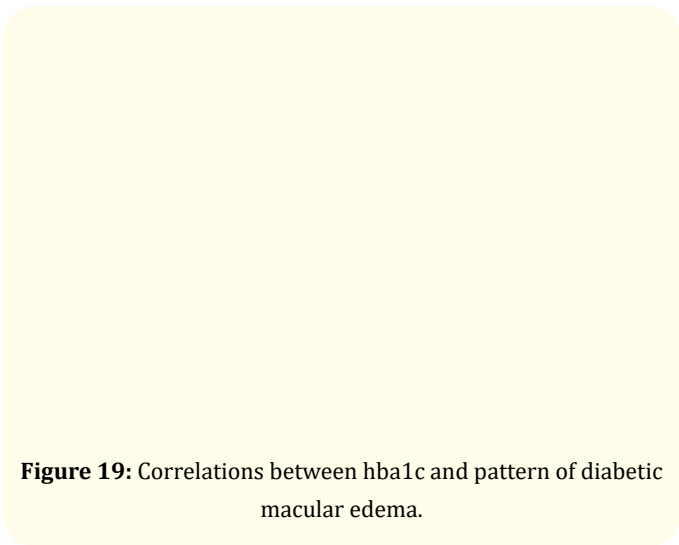 Figure 19: Correlations between hba1c and pattern of diabetic
macular edema.